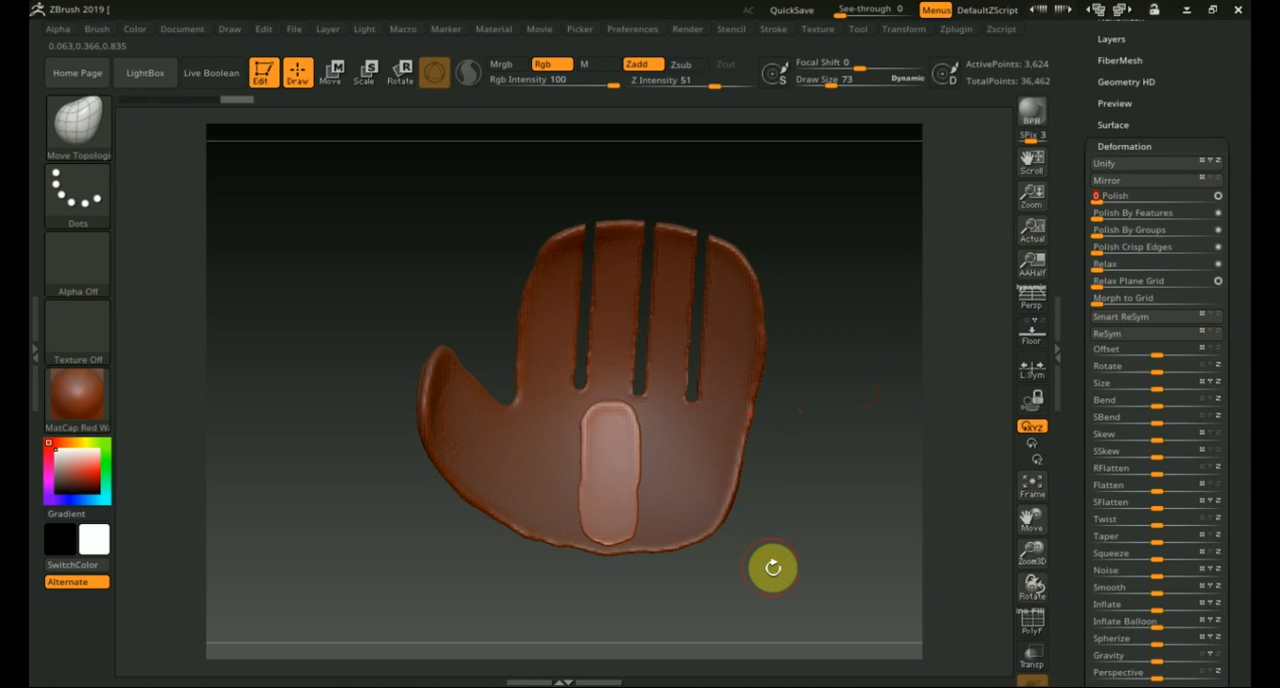 ZBrush 2019 [
AC QuickSave See-through 0 Menus DefaultZScript
Alpha Brush Color Document Draw Edit File Layer Light Macro Marker Material Movie Picker Preferences Render Stencil Stroke Texture Tool Transform Zplugin Zscript
0.063,0.366,0.835
Home Page LightBox Live Boolean Edit Draw Move Scale Rotate
Mrgb Rgb M Zadd Zsub Zcut
Rgb Intensity 100 Z Intensity 51
S Focal Shift 0
Draw Size 73 Dynamic D
ActivePoints: 3,624
TotalPoints: 36,462
Move Topologi
Dots
Alpha Off
Texture Off
MatCap Red W
Gradient
SwitchColor
Alternate
BPR
SPix 3
Scroll
Zoom
Actual
AAHalf
Persp
Floor
L.Sym
XYZ
Frame
Move
Zoom3D
Rotate
PolyF
Transp
Layers
FiberMesh
Geometry HD
Preview
Surface
Deformation
Unify
Mirror
0 Polish
Polish By Features
Polish By Groups
Polish Crisp Edges
Relax
Relax Plane Grid
Morph to Grid
Smart ReSym
ReSym
Offset
Rotate
Size
Bend
SBend
Skew
SSkew
RFlatten
Flatten
SFlatten
Twist
Taper
Squeeze
Noise
Smooth
Inflate
Inflate Balloon
Spherize
Gravity
Perspective